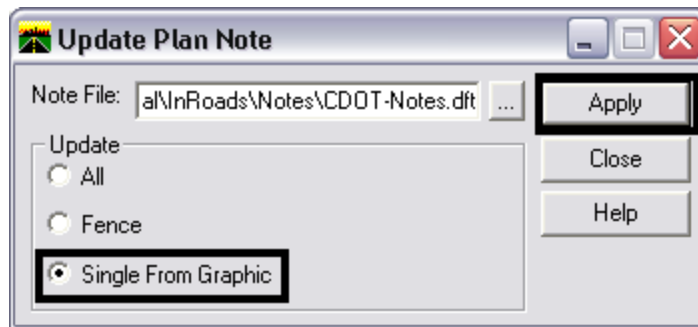 Update Plan Note
Note File: al\InRoads\Notes\CDOT-Notes.dft ... Apply
Update
All
Close
Fence
Help
Single From Graphic